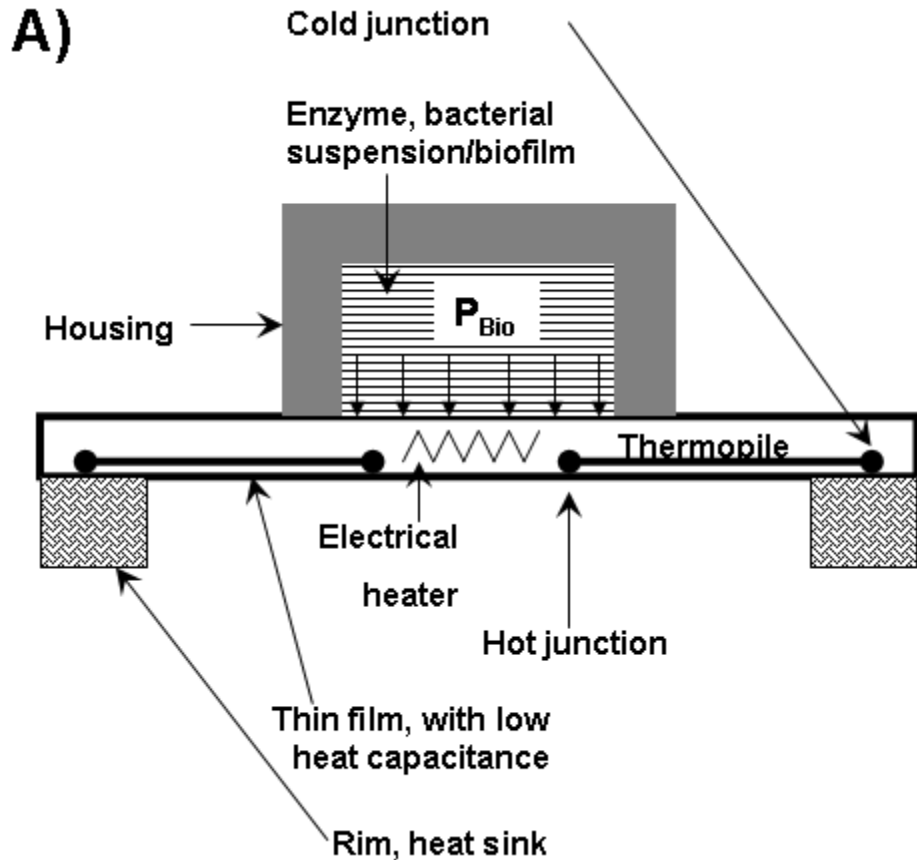 A)
Cold junction
Enzyme, bacterial
suspension/biofilm
P_Bio
Housing
Thermopile
Electrical
heater
Hot junction
Thin film, with low
heat capacitance
Rim, heat sink